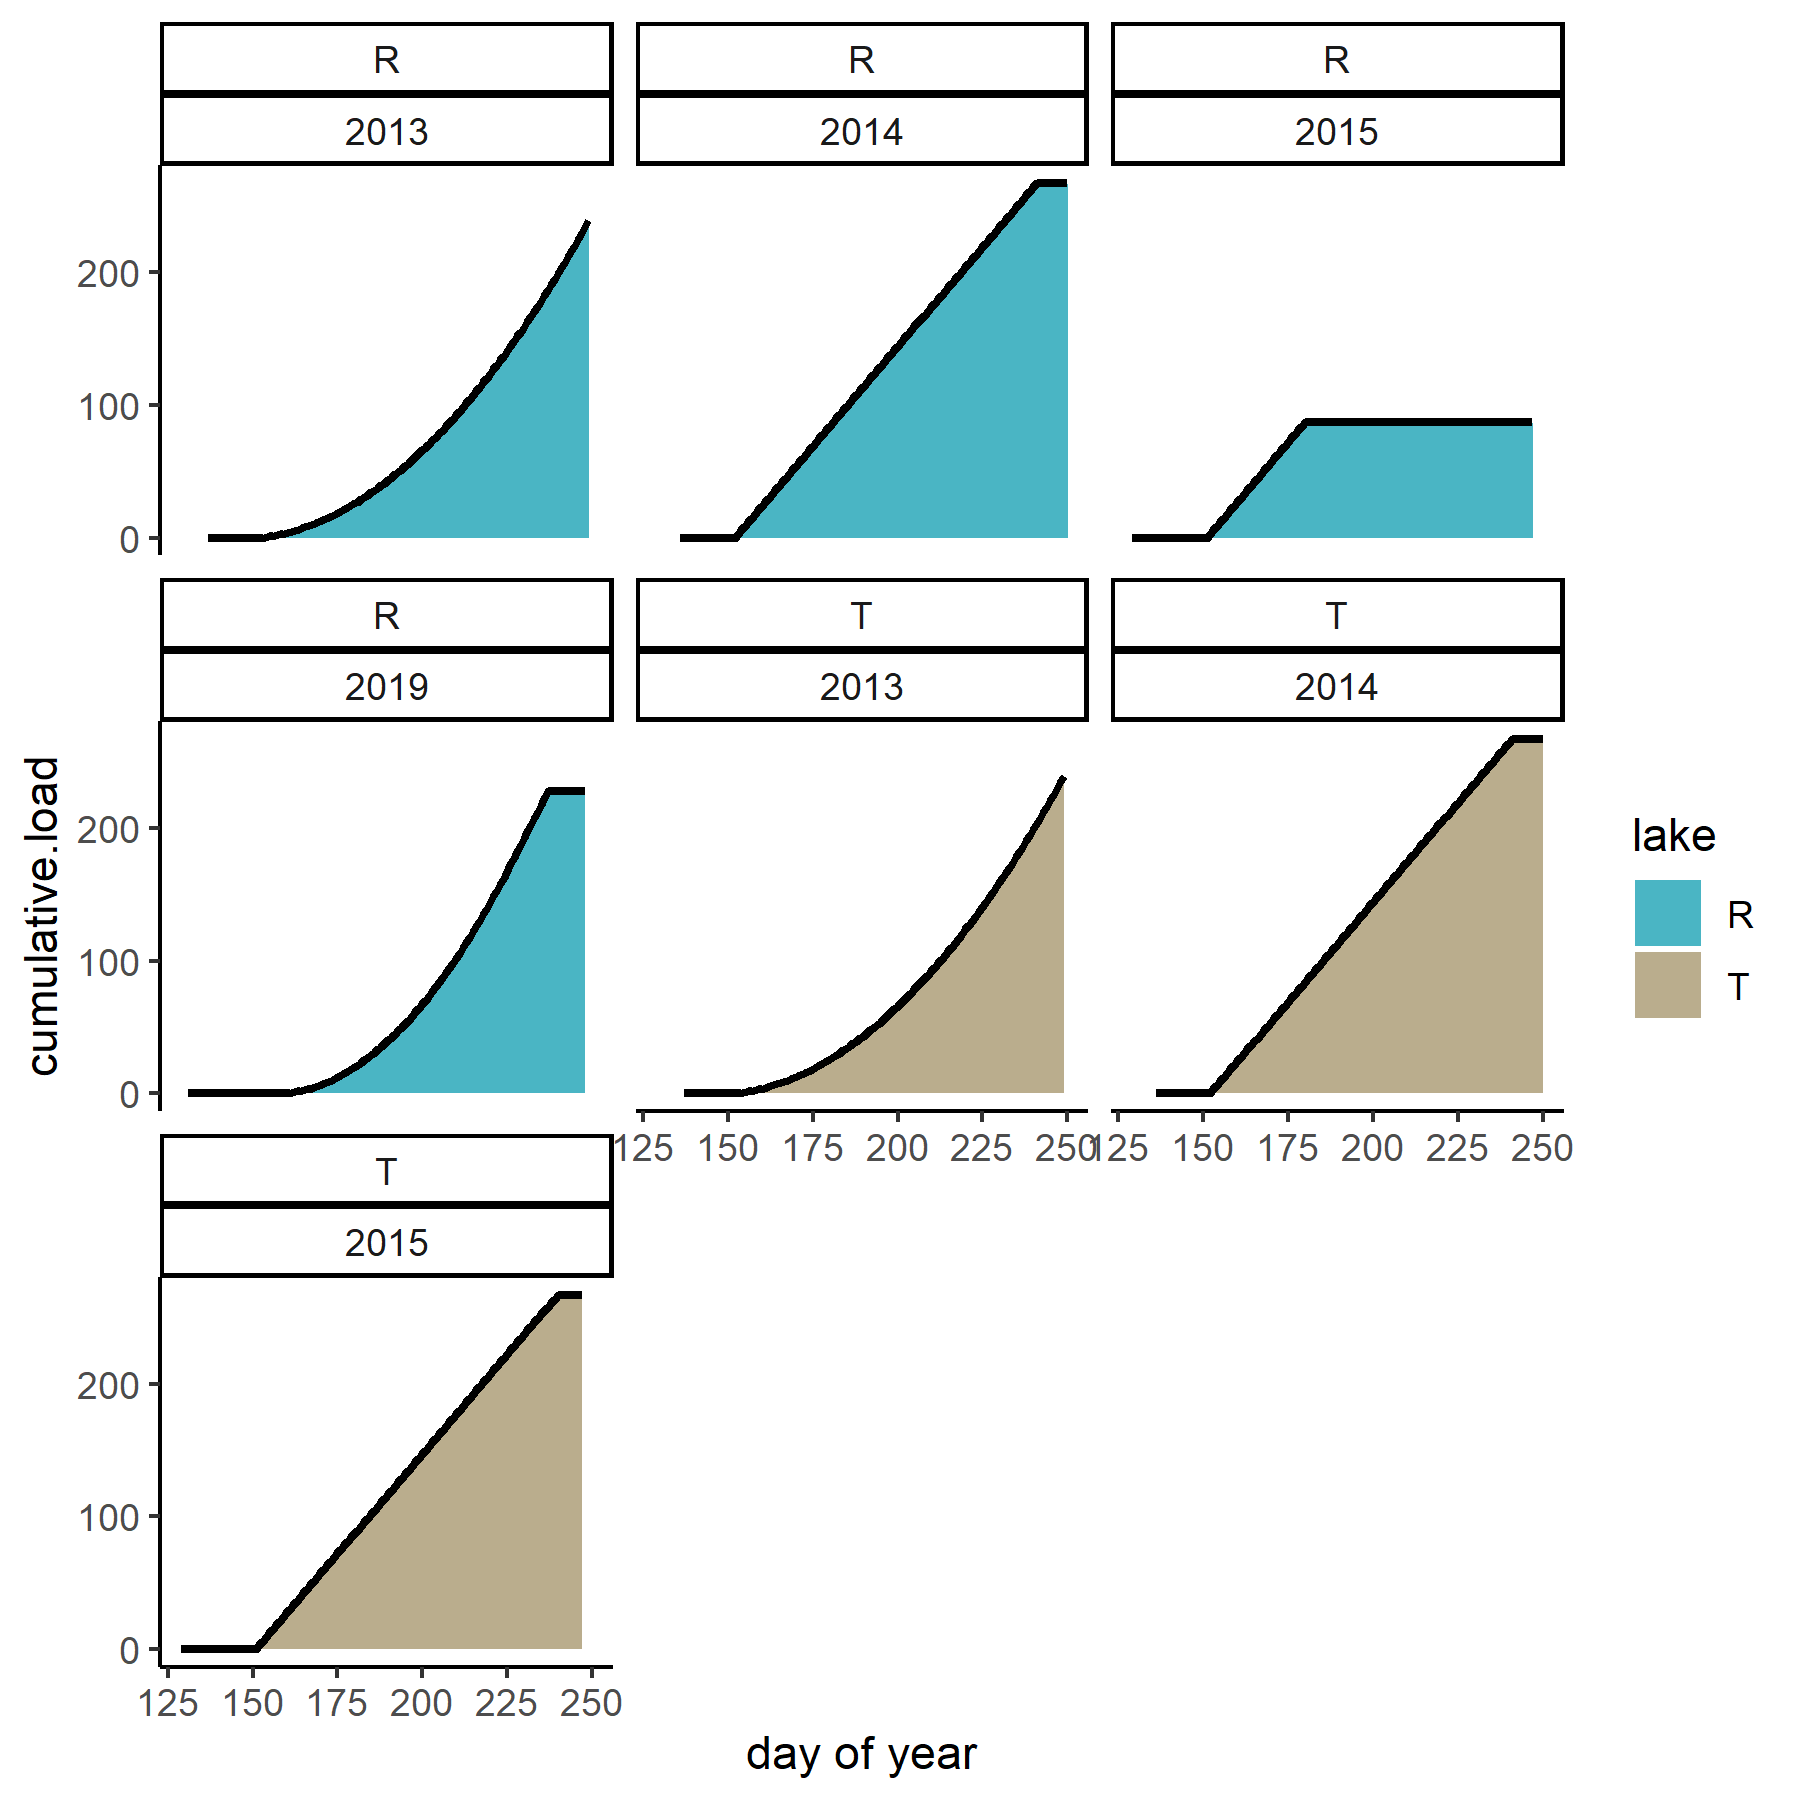 R R R
2013 2014 2015
200
100
0
R T T
2019 2013 2014
200
100
0
125 150 175 200 225 250 125 150 175 200 225 250
cumulative.load
lake
R
T
T
2015
200
100
0
125 150 175 200 225 250
day of year